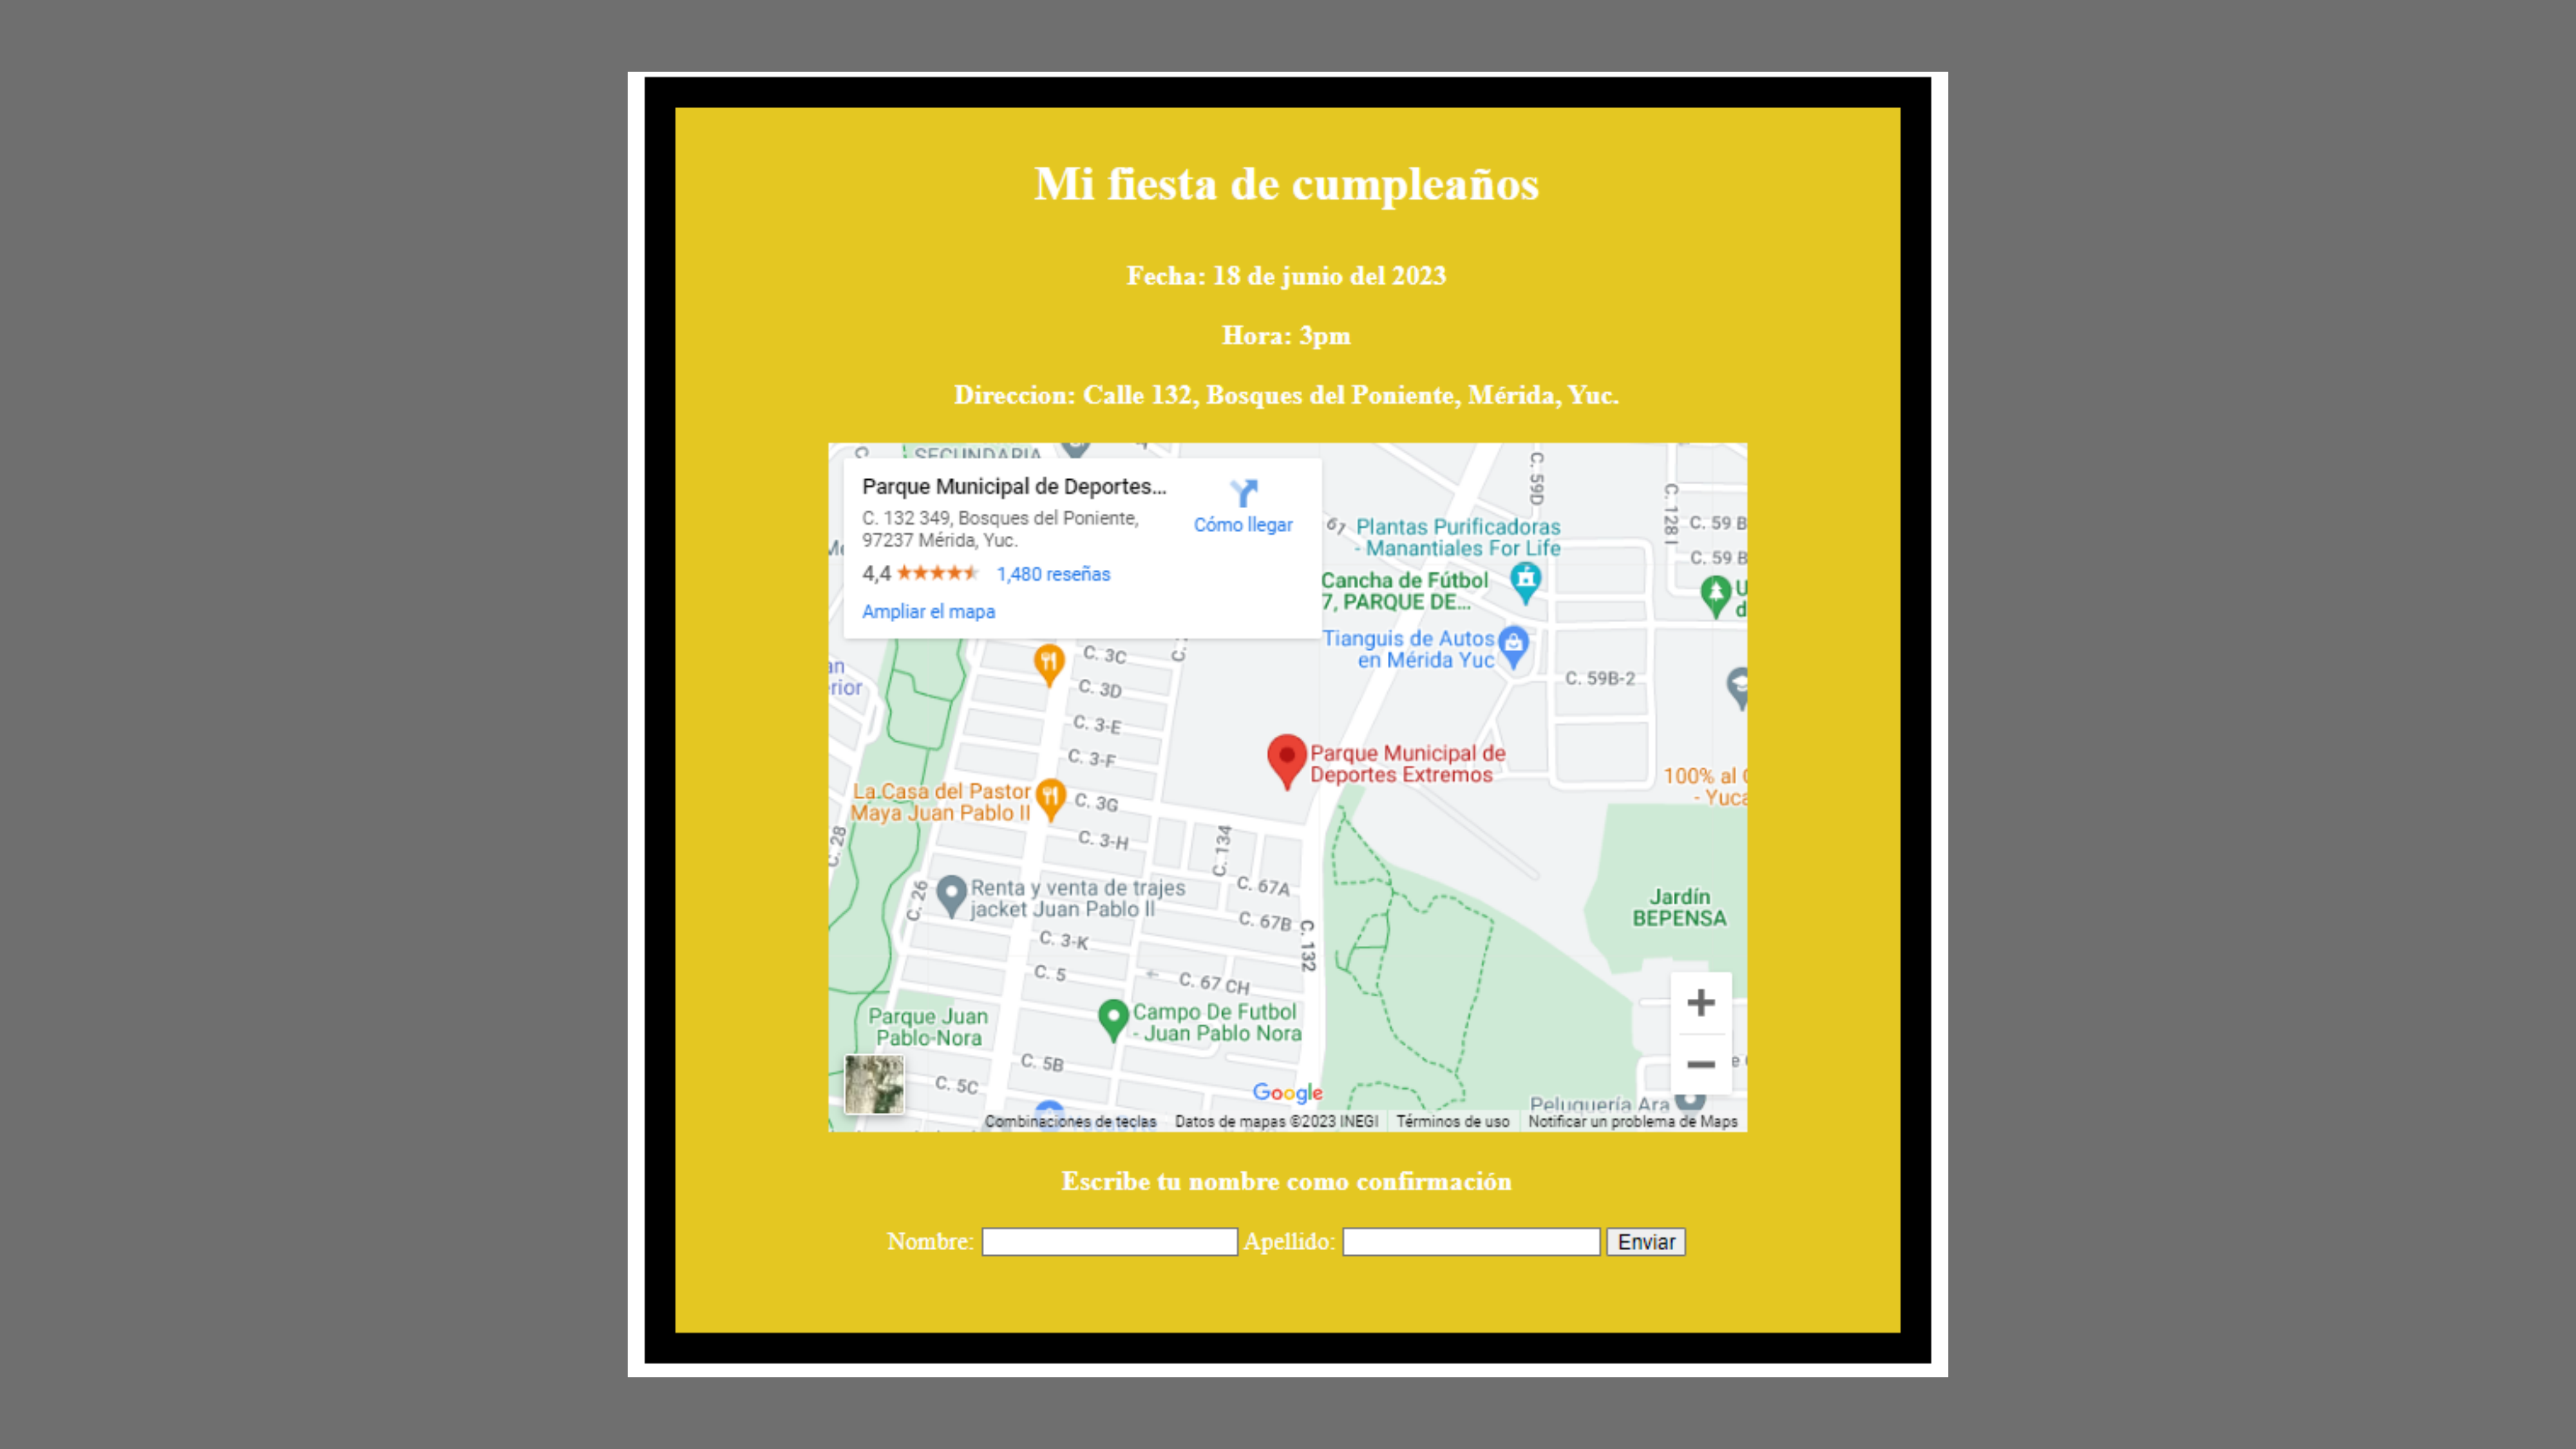 Mi fiesta de cumpleaños
Fecha: 18 de junio del 2023
Hora: 3pm
Direccion: Calle 132, Bosques del Poniente, Mérida, Yuc.
SECUNDARIA
Parque Municipal de Deportes...
C. 132 349, Bosques del Poniente,
97237 Mérida, Yuc.
4,4 1,480 reseñas
Ampliar el mapa
Cómo llegar
C. 59D
C. 128 I
C. 59 B
C. 59 B
67
Plantas Purificadoras
- Manantiales For Life
Cancha de Fútbol
7, PARQUE DE...
Tianguis de Autos
en Mérida Yuc
C. 59B-2
C. 3C
C. 3D
C. 3-E
C. 3-F
Parque Municipal de
Deportes Extremos
100% al
- Yuca
La Casa del Pastor
Maya Juan Pablo II
C. 3G
C. 3-H
C. 28
C. 134
C. 67A
C. 67B
C. 132
C. 26
Renta y venta de trajes
jacket Juan Pablo II
Jardín
BEPENSA
C. 3-K
C. 5
C. 67 CH
Campo De Futbol
- Juan Pablo Nora
Parque Juan
Pablo-Nora
C. 5B
C. 5C
Google
Peluquería Ara
Combinaciones de teclas Datos de mapas ©2023 INEGI Términos de uso Notificar un problema de Maps
Escribe tu nombre como confirmación
Nombre: Apellido: Enviar